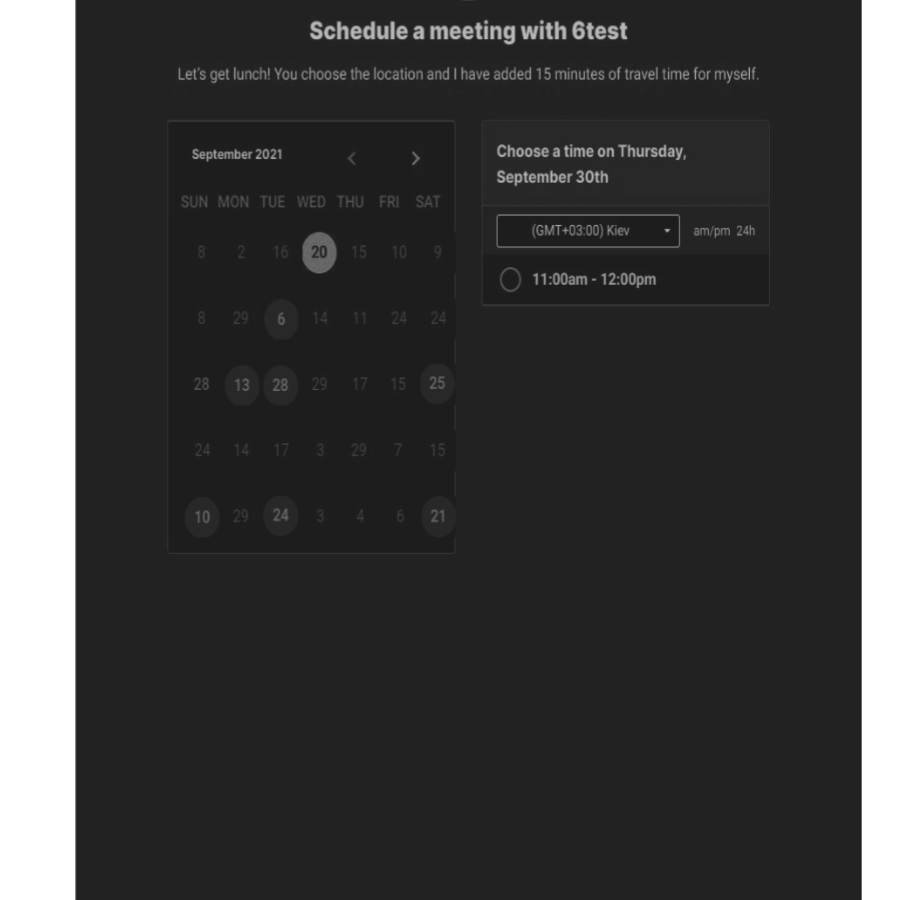 Schedule a meeting with 6test
Let's get lunch! You choose the location and I have added 15 minutes of travel time for myself.
September 2021
SUN MON TUE WED THU FRI SAT
8 2 16 20 15 10 9
8 29 6 14 11 24 24
28 13 28 29 17 15 25
24 14 17 3 29 7 15
10 29 24 3 4 6 21
Choose a time on Thursday,
September 30th
(GMT+03:00) Kiev am/pm 24h
11:00am - 12:00pm